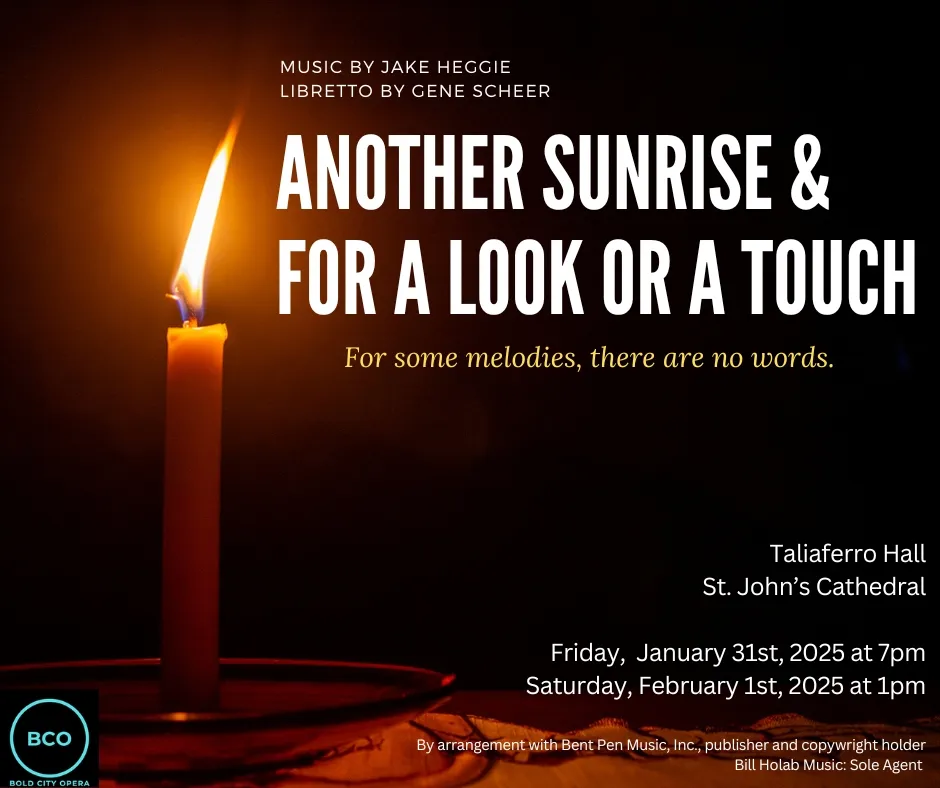 MUSIC BY JAKE HEGGIE
LIBRETTO BY GENE SCHEER
ANOTHER SUNRISE &
FOR A LOOK OR A TOUCH
For some melodies, there are no words.
Taliaferro Hall
St. John’s Cathedral
Friday, January 31st, 2025 at 7pm
Saturday, February 1st, 2025 at 1pm
By arrangement with Bent Pen Music, Inc., publisher and copywright holder
Bill Holab Music: Sole Agent
BCO
BOLD CITY OPERA